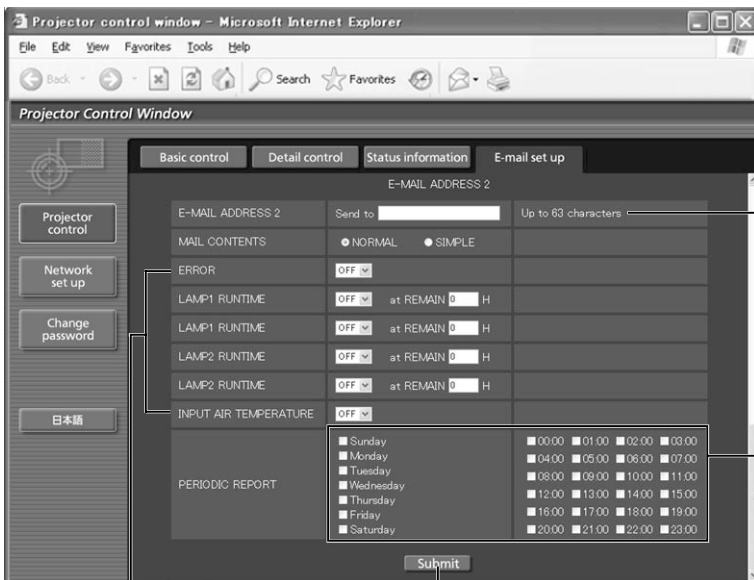 Projector control window - Microsoft Internet Explorer
File Edit View Favorites Tools Help
Back Search Favorites
Projector Control Window
Basic control Detail control Status information E-mail set up
E-MAIL ADDRESS 2
Projector control
Network set up
Change password
日本語
E-MAIL ADDRESS 2 Send to Up to 63 characters
MAIL CONTENTS NORMAL SIMPLE
ERROR OFF
LAMP1 RUNTIME OFF at REMAIN 0 H
LAMP1 RUNTIME OFF at REMAIN 0 H
LAMP2 RUNTIME OFF at REMAIN 0 H
LAMP2 RUNTIME OFF at REMAIN 0 H
INPUT AIR TEMPERATURE OFF
PERIODIC REPORT
Sunday
Monday
Tuesday
Wednesday
Thursday
Friday
Saturday
00:00 01:00 02:00 03:00
04:00 05:00 06:00 07:00
08:00 09:00 10:00 11:00
12:00 13:00 14:00 15:00
16:00 17:00 18:00 19:00
20:00 21:00 22:00 23:00
Submit